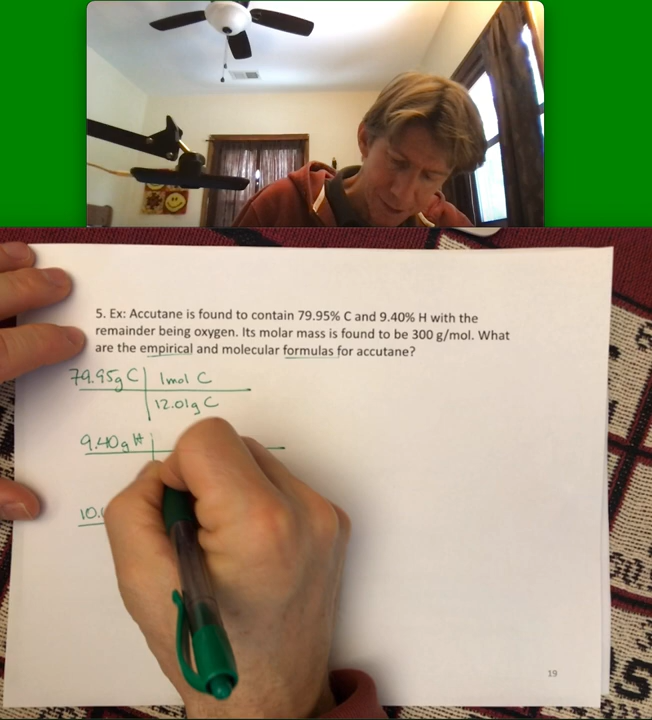 5. Ex: Accutane is found to contain 79.95% C and 9.40% H with the
remainder being oxygen. Its molar mass is found to be 300 g/mol. What
are the empirical and molecular formulas for accutane?
79.95g C 1mol C
12.01g C
9.40g H
19